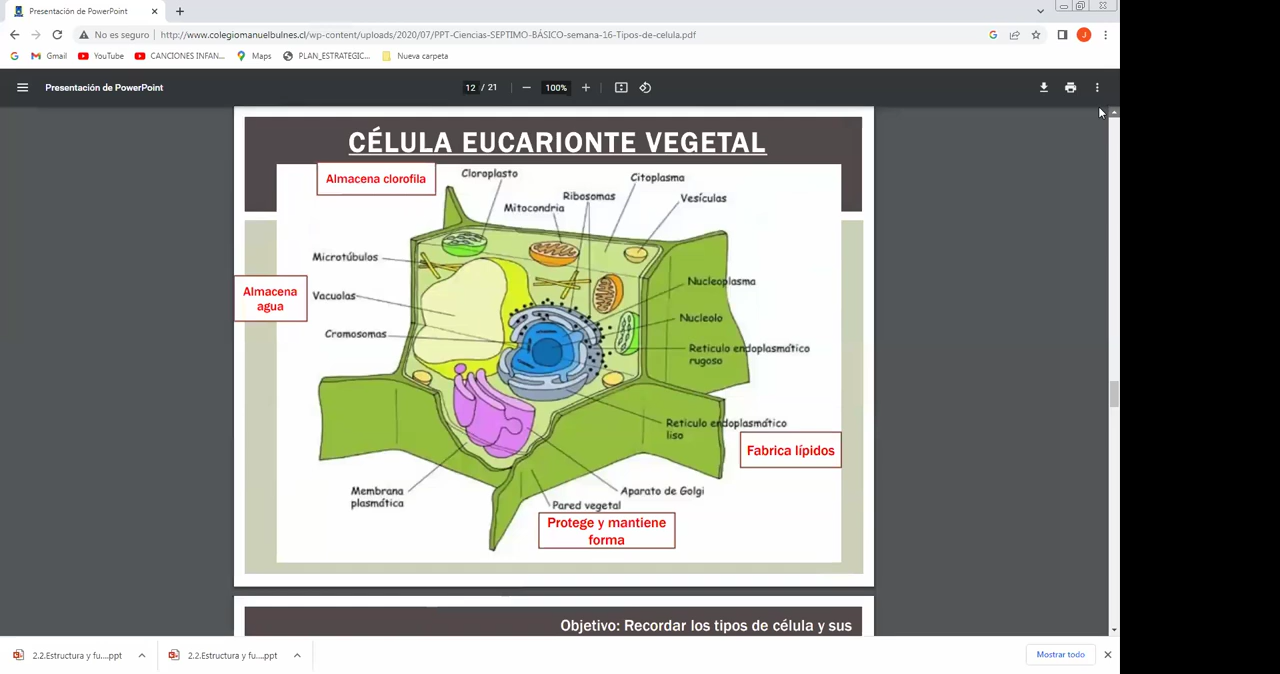 Presentación de PowerPoint
No es seguro | http://www.colegiomanuelbulnes.cl/wp-content/uploads/2020/07/PPT-Ciencias-SEPTIMO-BÁSICO-semana-16-Tipos-de-celula.pdf
J
Gmail
YouTube
CANCIONES INFAN...
Maps
PLAN_ESTRATEGIC...
Nueva carpeta
Presentación de PowerPoint
12 / 21
100%
CÉLULA EUCARIONTE VEGETAL
Almacena clorofila
Cloroplasto
Citoplasma
Ribosomas
Vesículas
Mitocondria
Microtúbulos
Nucleoplasma
Almacena
agua
Vacuolas
Nucleolo
Cromosomas
Reticulo endoplasmático
rugoso
Reticulo endoplasmático
liso
Fabrica lípidos
Membrana
plasmática
Aparato de Golgi
Pared vegetal
Protege y mantiene
forma
Objetivo: Recordar los tipos de célula y sus
2.2.Estructura y fu....ppt
2.2.Estructura y fu....ppt
Mostrar todo